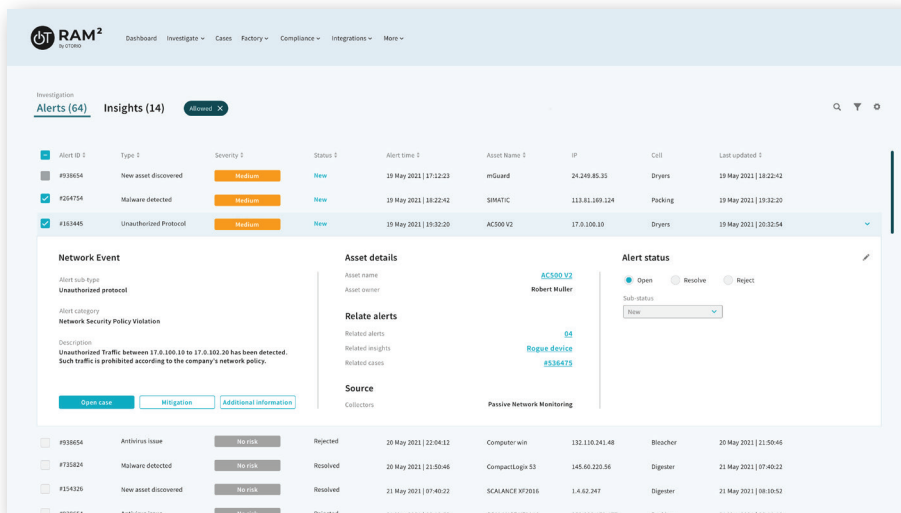 OT RAM²
by OTORIO
Dashboard Investigate Cases Factory Compliance Integrations More
Investigation
Alerts (64) Insights (14) Allowed X
Alert ID Type Severity Status Alert time Asset Name IP Cell Last updated
#938654 New asset discovered Medium New 19 May 2021 | 17:12:23 mGuard 24.249.85.35 Dryers 19 May 2021 | 18:22:42
#264754 Malware detected Medium New 19 May 2021 | 18:22:42 SIMATIC 113.81.169.124 Packing 19 May 2021 | 19:32:20
#163445 Unauthorized Protocol Medium New 19 May 2021 | 19:32:20 AC500 V2 17.0.100.10 Dryers 19 May 2021 | 20:32:54
Network Event Asset details Alert status
Alert sub-type Asset name AC500 V2 Open Resolve Reject
Unauthorized protocol Asset owner Robert Muller
Sub-status
Alert category Relate alerts New
Network Security Policy Violation Related alerts 04
Description Related insights Rogue device
Unauthorized Traffic between 17.0.100.10 to 17.0.102.20 has been detected.
Such traffic is prohibited according to the company's network policy. Related cases #536475
Source
Open case Mitigation Additional information Collectors Passive Network Monitoring
#938654 Antivirus issue No risk Rejected 20 May 2021 | 22:04:12 Computer win 132.110.241.48 Bleacher 20 May 2021 | 21:50:46
#735824 Malware detected No risk Resolved 20 May 2021 | 21:50:46 CompactLogix 53 145.60.220.56 Digester 21 May 2021 | 07:40:22
#154326 New asset discovered No risk Resolved 21 May 2021 | 07:40:22 SCALANCE XF2016 1.4.62.247 Digester 21 May 2021 | 08:10:52